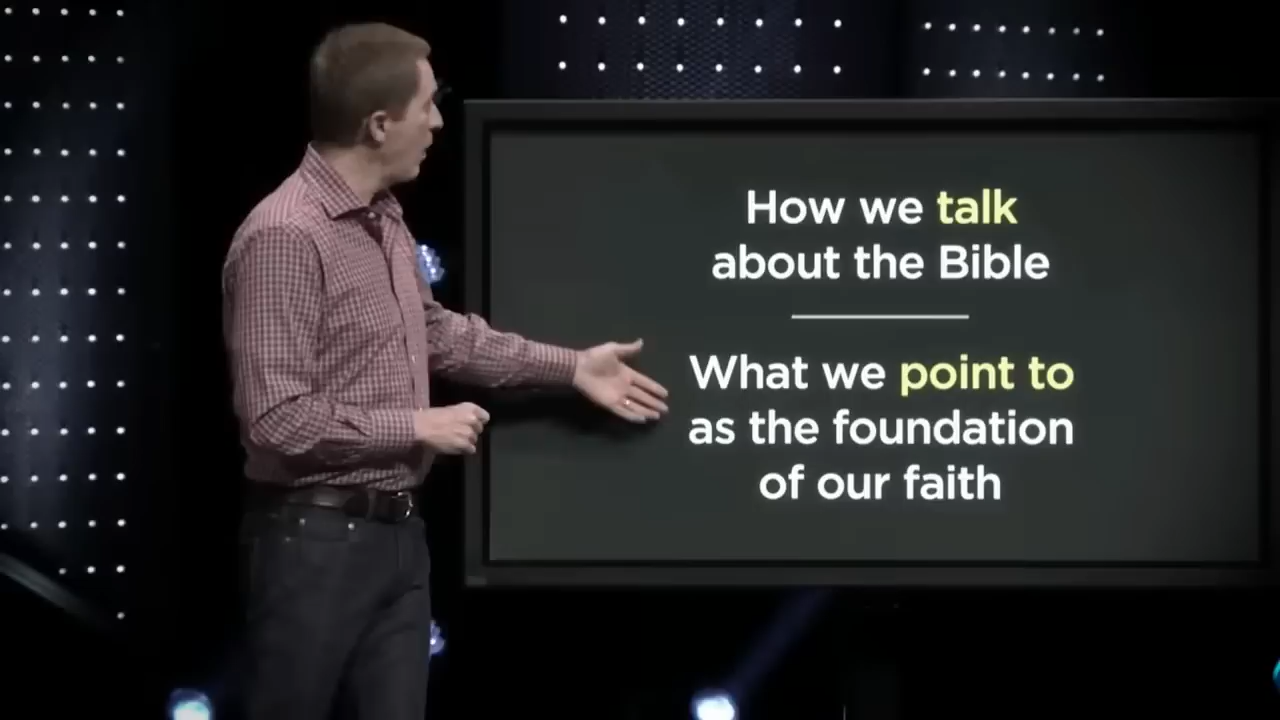 How we talk
about the Bible
What we point to
as the foundation
of our faith